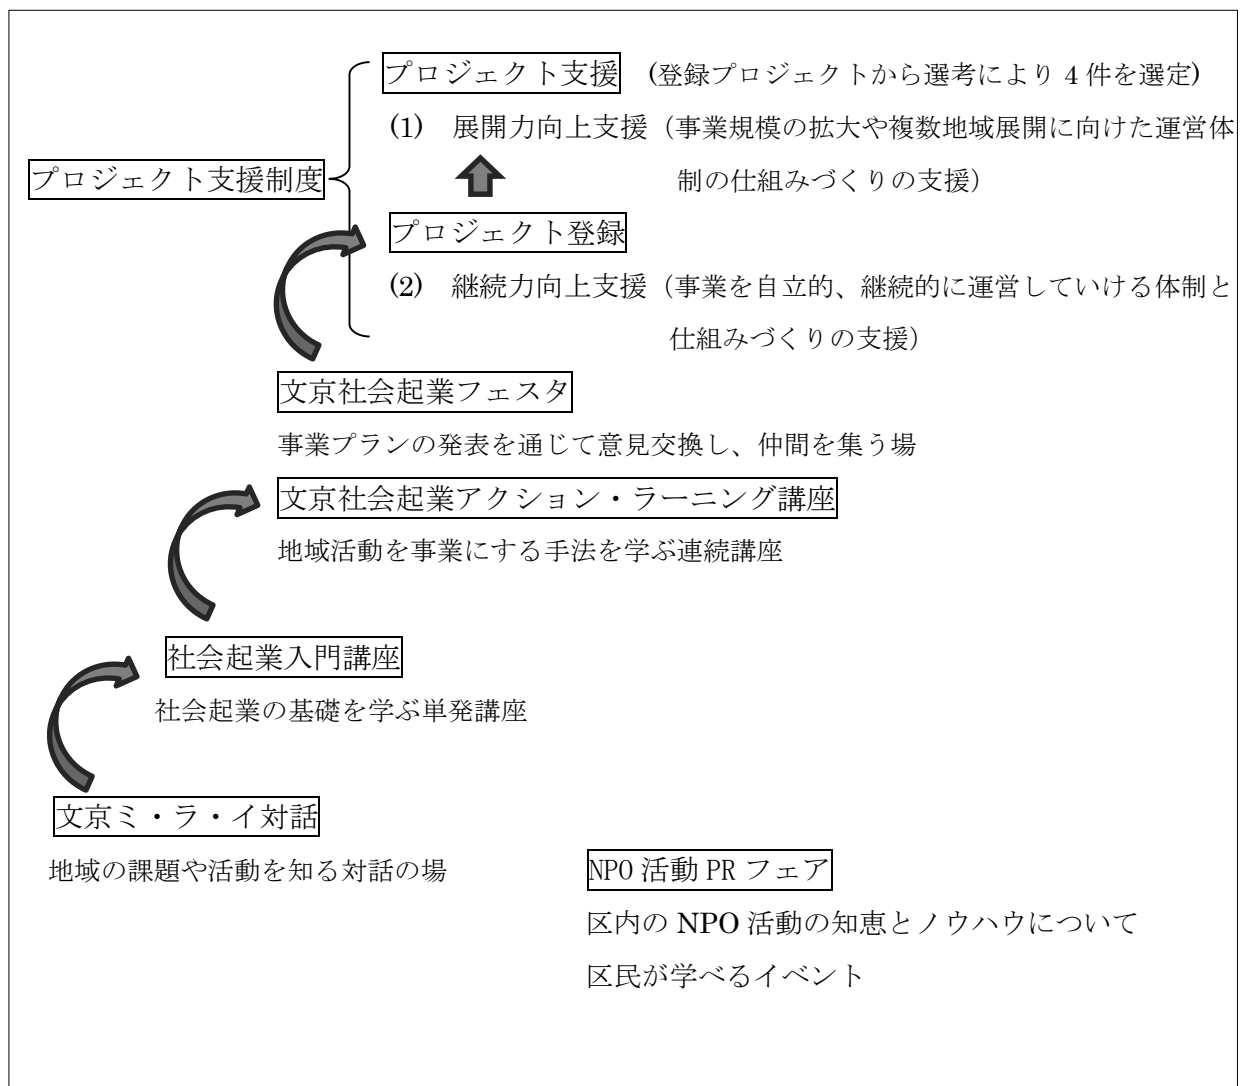 プロジェクト支援 (登録プロジェクトから選考により 4 件を選定)
(1) 展開力向上支援（事業規模の拡大や複数地域展開に向けた運営体
制の仕組みづくりの支援）
プロジェクト支援制度
プロジェクト登録
(2) 継続力向上支援（事業を自立的、継続的に運営していける体制と
仕組みづくりの支援）
文京社会起業フェスタ
事業プランの発表を通じて意見交換し、仲間を集う場
文京社会起業アクション・ラーニング講座
地域活動を事業にする手法を学ぶ連続講座
社会起業入門講座
社会起業の基礎を学ぶ単発講座
文京ミ・ラ・イ対話
地域の課題や活動を知る対話の場
NPO 活動 PR フェア
区内の NPO 活動の知恵とノウハウについて
区民が学べるイベント